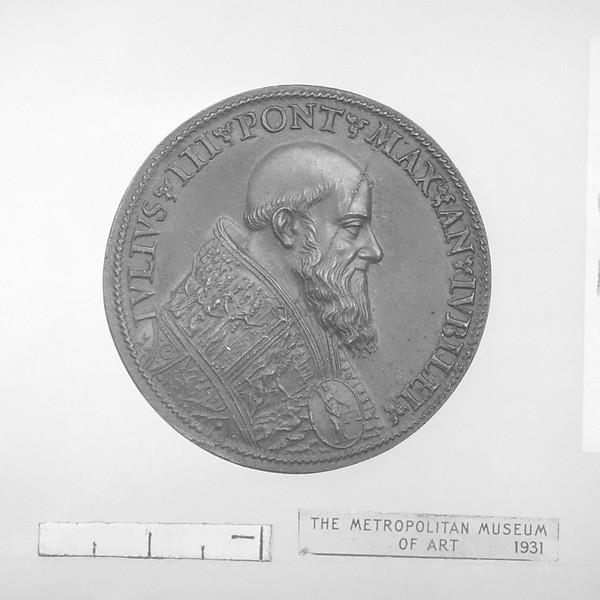 IVLIVS III PONT MAX AN IVBILEI
THE METROPOLITAN MUSEUM
OF ART 1931